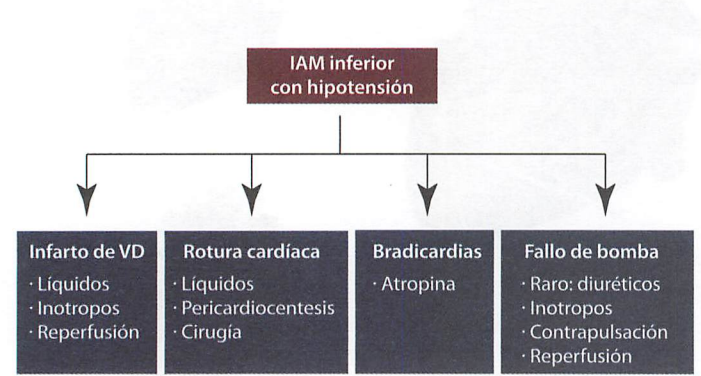 IAM inferior
con hipotensión
Infarto de VD
· Líquidos
· Inotropos
· Reperfusión
Rotura cardíaca
· Líquidos
· Pericardiocentesis
· Cirugía
Bradicardias
· Atropina
Fallo de bomba
· Raro: diuréticos
· Inotropos
· Contrapulsación
· Reperfusión